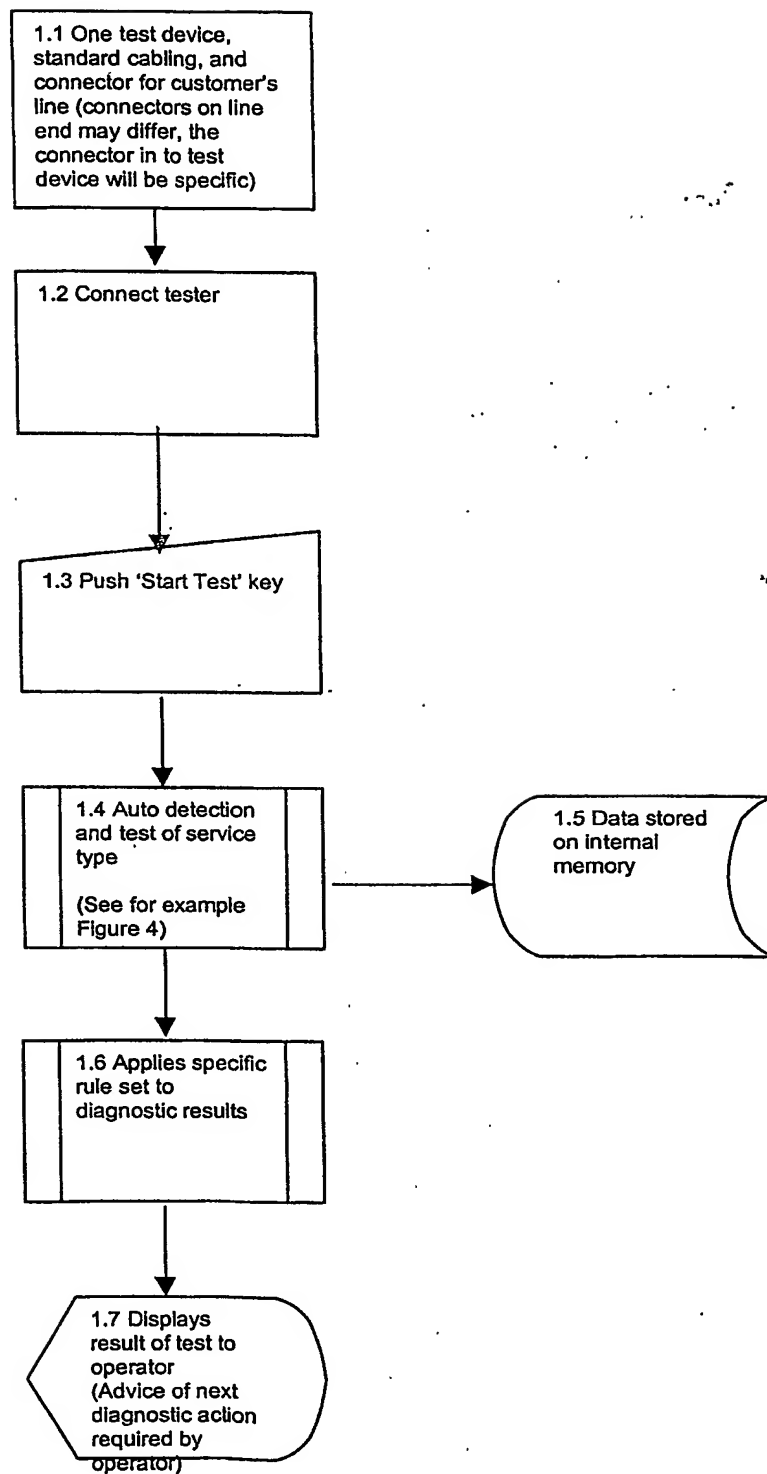 1.1 One test device,
standard cabling, and
connector for customer's
line (connectors on line
end may differ, the
connector in to test
device will be specific)
1.2 Connect tester
1.3 Push 'Start Test' key
1.4 Auto detection
and test of service
type
(See for example
Figure 4)
1.5 Data stored
on internal
memory
1.6 Applies specific
rule set to
diagnostic results
1.7 Displays
result of test to
operator
(Advice of next
diagnostic action
required by
operator)